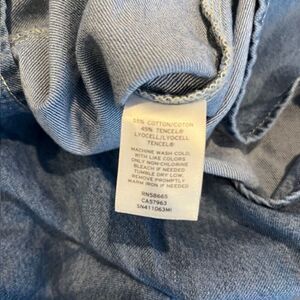 55% COTTON/COTON
45% TENCEL®
LYOCELL/LYOCELL
TENCEL®
MACHINE WASH COLD,
WITH LIKE COLORS
ONLY NON-CHLORINE
BLEACH IF NEEDED
TUMBLE DRY LOW,
REMOVE PROMPTLY
WARM IRON IF NEEDED
RN58665
CA57963
SN411063MI